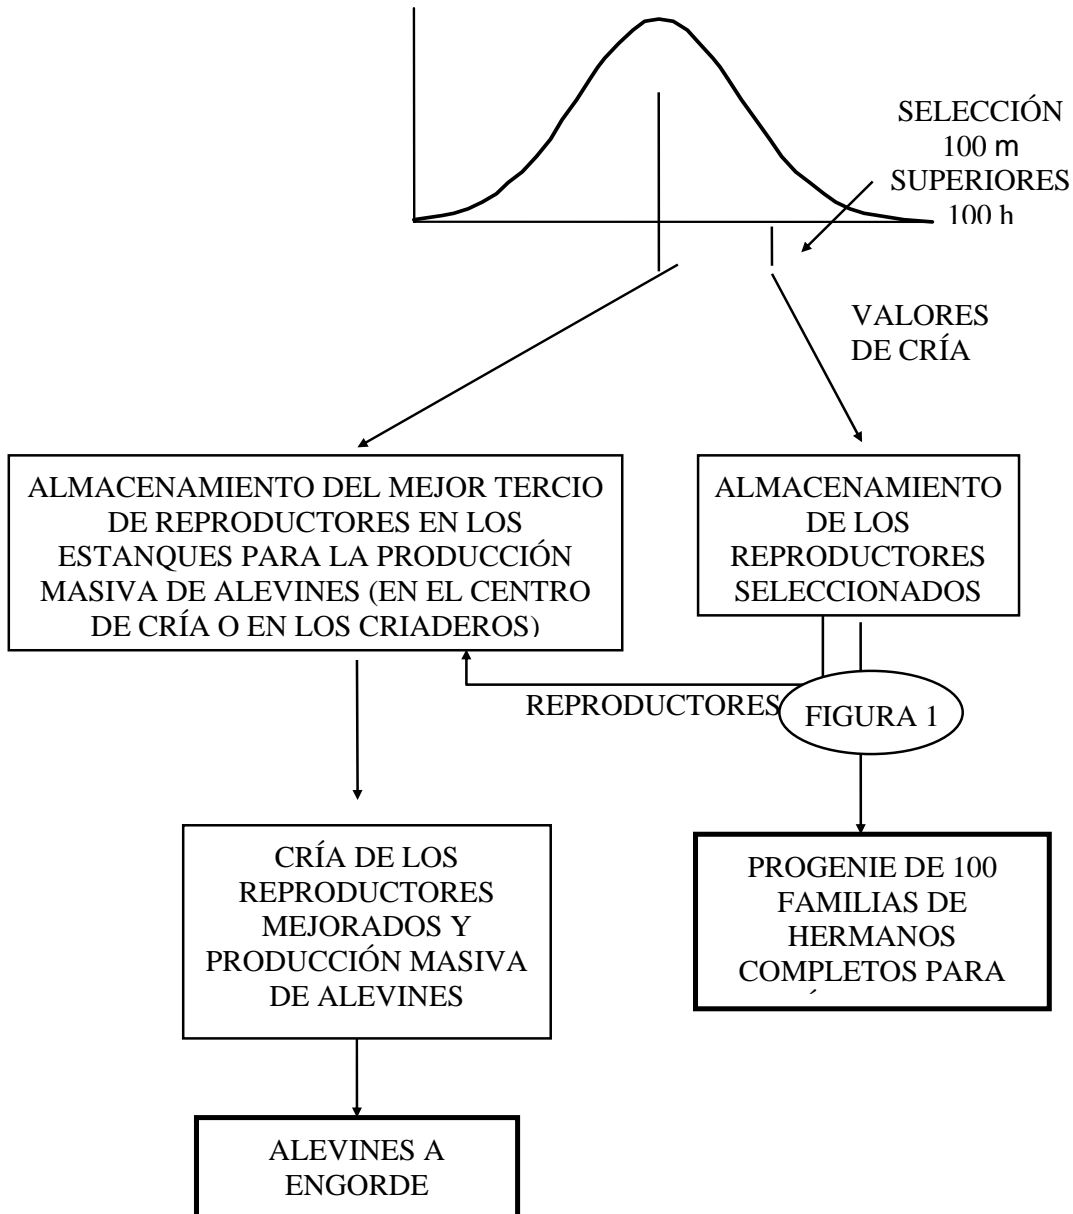 SELECCIÓN
100 m
SUPERIORES
100 h
VALORES
DE CRÍA
ALMACENAMIENTO DEL MEJOR TERCIO
DE REPRODUCTORES EN LOS
ESTANQUES PARA LA PRODUCCIÓN
MASIVA DE ALEVINES (EN EL CENTRO
DE CRÍA O EN LOS CRIADEROS)
ALMACENAMIENTO
DE LOS
REPRODUCTORES
SELECCIONADOS
REPRODUCTORES
FIGURA 1
CRÍA DE LOS
REPRODUCTORES
MEJORADOS Y
PRODUCCIÓN MASIVA
DE ALEVINES
PROGENIE DE 100
FAMILIAS DE
HERMANOS
COMPLETOS PARA
ALEVINES A
ENGORDE